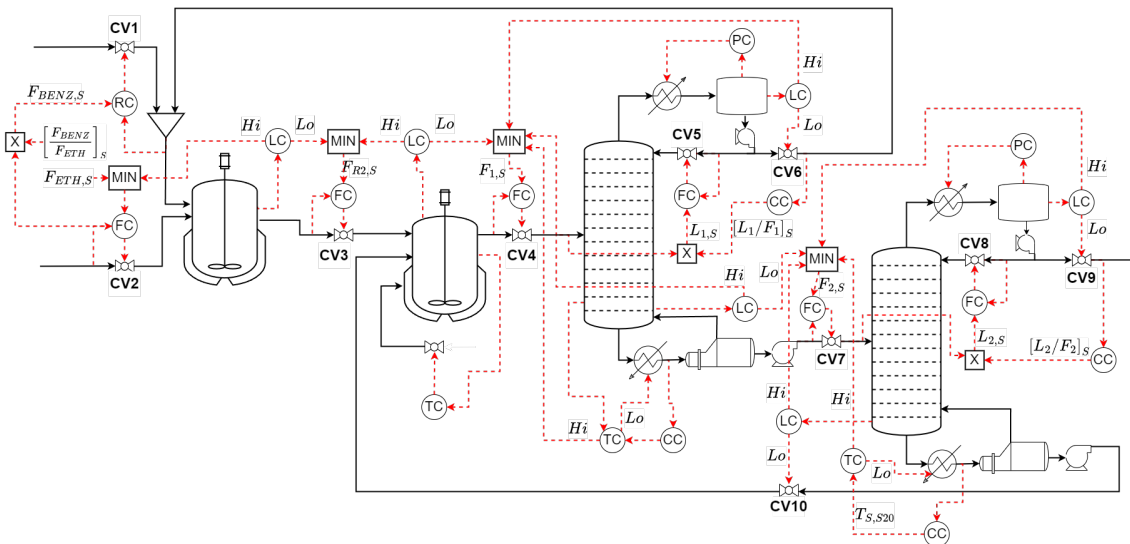 CV1
PC
F_{BENZ,S}
RC
Hi
LC
CV5
Lo
X
[F_{BENZ}/F_{ETH}]_S
Hi
Lo
MIN
Hi
Lo
MIN
CV6
PC
LC
LC
Hi
F_{ETH,S}
MIN
F_{R2,S}
F_{1,S}
LC
FC
FC
FC
CC
Lo
FC
L_{1,S}
[L_1/F_1]_S
CV8
CV3
CV4
X
Lo
MIN
CV9
CV2
Hi
F_{2,S}
FC
LC
FC
L_{2,S}
[L_2/F_2]_S
CV7
X
CC
Hi
Hi
TC
Lo
LC
Hi
TC
CC
Lo
TC
Lo
CV10
T_{S,S20}
CC